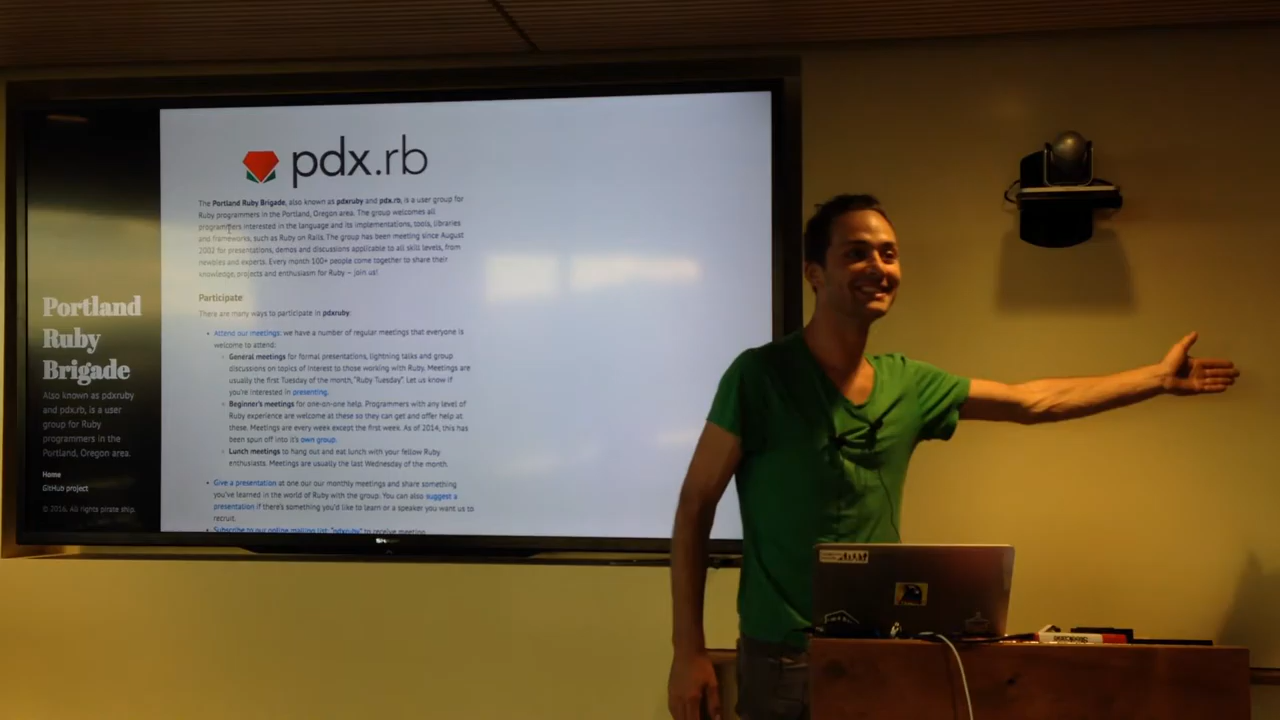 pdx.rb
The Portland Ruby Brigade, also known as pdxruby and pdx.rb, is a user group for
Ruby programmers in the Portland, Oregon area. The group welcomes all
programmers interested in the language and its implementations, tools, libraries
and frameworks, such as Ruby on Rails. The group has been meeting since August
2002 for presentations, demos and discussions applicable to all skill levels, from
newbies and experts. Every month 100+ people come together to share their
knowledge, projects and enthusiasm for Ruby — join us!
Participate
There are many ways to participate in pdxruby:
• Attend our meetings: we have a number of regular meetings that everyone is
welcome to attend:
◦ General meetings for formal presentations, lightning talks and group
discussions on topics of interest to those working with Ruby. Meetings are
usually the first Tuesday of the month, "Ruby Tuesday". Let us know if
you're interested in presenting.
◦ Beginner's meetings for one-on-one help. Programmers with any level of
Ruby experience are welcome at these so they can get and offer help at
these. Meetings are every week except the first week. As of 2014, this has
been spun off into it's own group.
◦ Lunch meetings to hang out and eat lunch with your fellow Ruby
enthusiasts. Meetings are usually the last Wednesday of the month.
• Give a presentation at one our our monthly meetings and share something
you've learned in the world of Ruby with the group. You can also suggest a
presentation if there's something you'd like to learn or a speaker you want us to
recruit.
• Subscribe to our online mailing list: "pdxruby" to receive meeting
Portland
Ruby
Brigade
Also known as pdxruby
and pdx.rb, is a user
group for Ruby
programmers in the
Portland, Oregon area.
Home
GitHub project
© 2016. All rights pirate ship.
SHARP